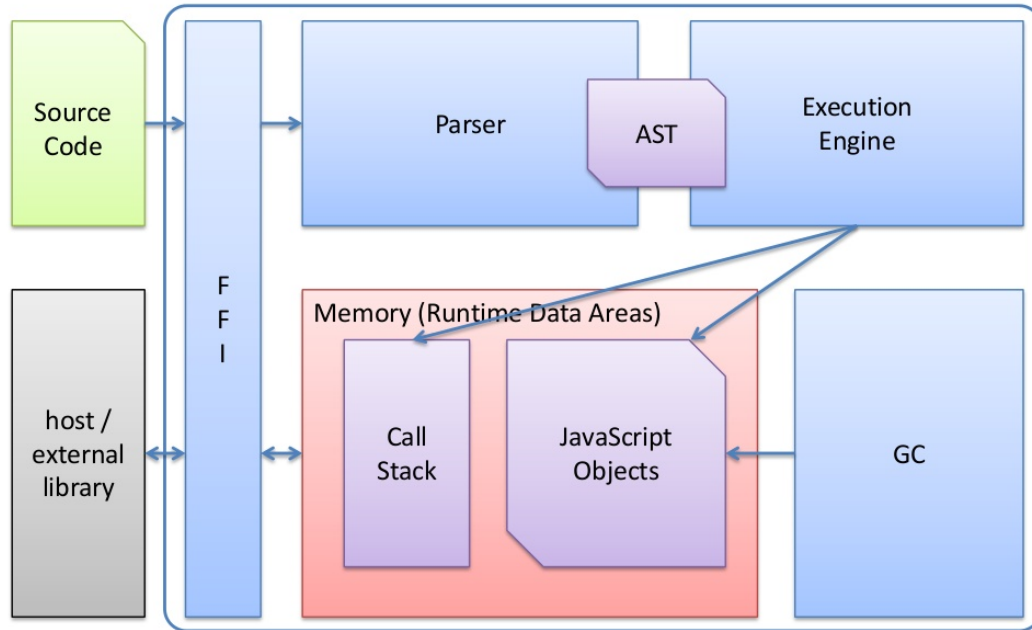 Source
Code
F
F
I
Parser
AST
Execution
Engine
host /
external
library
Memory (Runtime Data Areas)
Call
Stack
JavaScript
Objects
GC